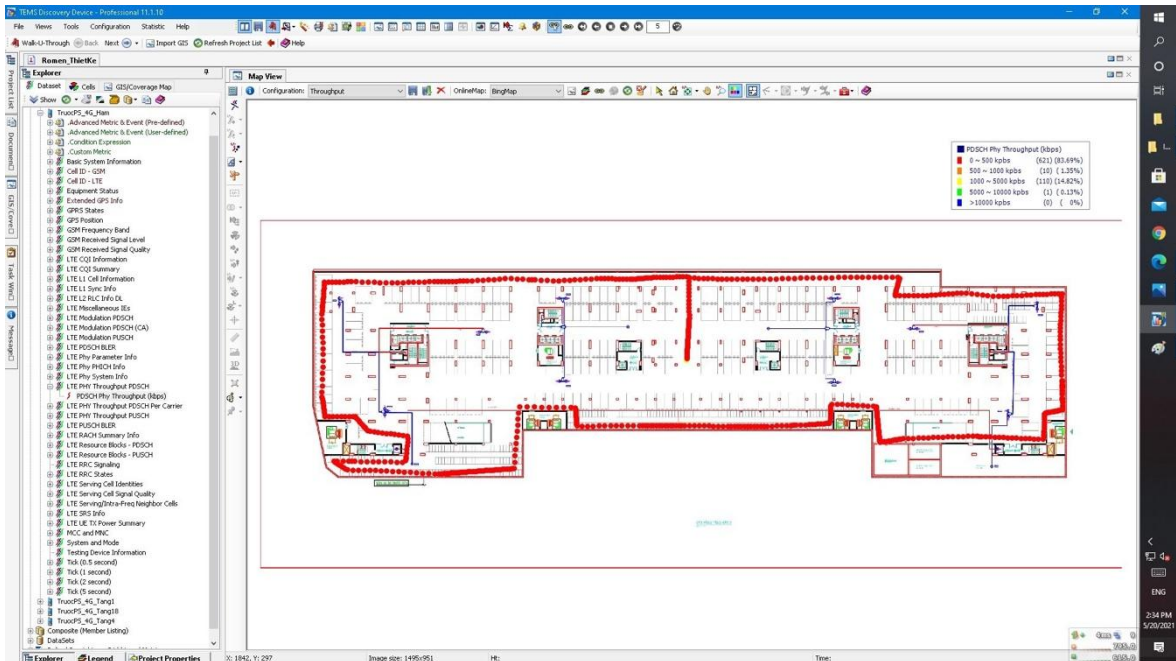 TEMS Discovery Device - Professional 11.1.10
File Views Tools Configuration Statistic Help
5
Walk-U-Through Back Next Import GIS Refresh Project List Help
Romen_ThietKe
Explorer
Map View
Dataset Cells GIS/Coverage Map
Configuration: Throughput OnlineMap: BingMap
Show
Project List
GIS/Cove
Task Win
Message
TruocPS_4G_Ham
.Advanced Metric & Event (Pre-defined)
.Advanced Metric & Event (User-defined)
.Condition Expression
.Custom Metric
Basic System Information
Cell ID - GSM
Cell ID - LTE
Equipment Status
Extended GPS Info
GPRS States
GPS Position
GSM Frequency Band
GSM Received Signal Level
GSM Received Signal Quality
LTE CQI Information
LTE CQI Summary
LTE L1 Cell Information
LTE L1 Sync Info
LTE L2 RLC Info DL
LTE Miscellaneous IEs
LTE Modulation PDSCH
LTE Modulation PDSCH (CA)
LTE Modulation PUSCH
LTE PDSCH BLER
LTE Phy Parameter Info
LTE Phy PHICH Info
LTE Phy System Info
LTE PHY Throughput PDSCH
PDSCH Phy Throughput (kbps)
LTE PHY Throughput PDSCH Per Carrier
LTE PHY Throughput PUSCH
LTE PUSCH BLER
LTE RACH Summary Info
LTE Resource Blocks - PDSCH
LTE Resource Blocks - PUSCH
LTE RRC Signaling
LTE RRC States
LTE Serving Cell Identities
LTE Serving Cell Signal Quality
LTE Serving/Intra-Freq Neighbor Cells
LTE SRS Info
LTE UE TX Power Summary
MCC and MNC
System and Mode
Testing Device Information
Tick (0.5 second)
Tick (1 second)
Tick (2 second)
Tick (5 second)
TruocPS_4G_Tang1
TruocPS_4G_Tang18
TruocPS_4G_Tang4
Composite (Member Listing)
DataSets
Explorer Legend Project Properties
PDSCH Phy Throughput (kbps)
0 ~ 500 kpbs (621) (83.69%)
500 ~ 1000 kpbs (10) ( 1.35%)
1000 ~ 5000 kpbs (110) (14.82%)
5000 ~ 10000 kpbs (1) ( 0.13%)
>10000 kpbs (0) ( 0%)
X: 1842, Y: 297 Image size: 1495x951 Ht: Time:
ENG
2:34 PM
5/20/2021